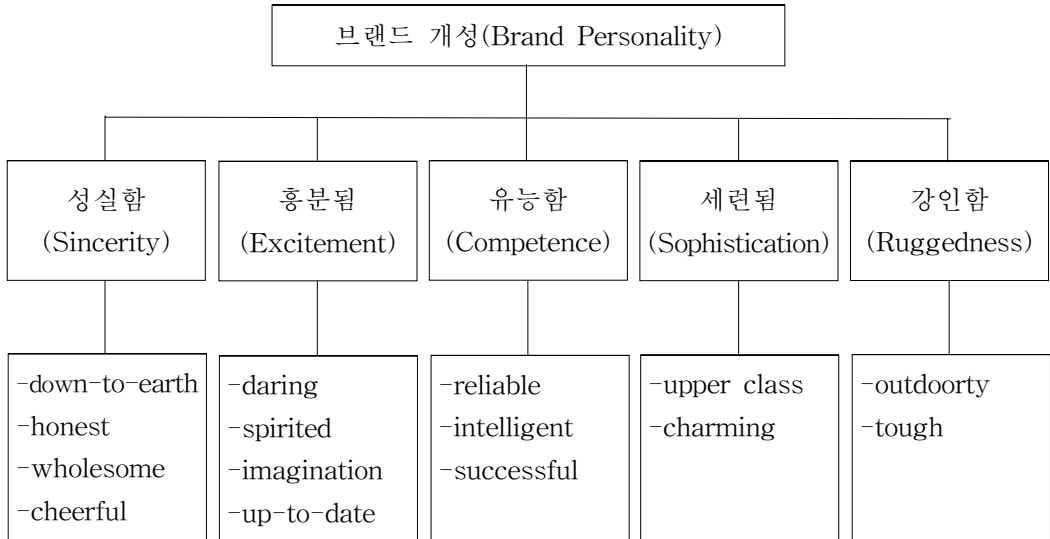 브랜드 개성(Brand Personality)
성실함
(Sincerity)
흥분됨
(Excitement)
유능함
(Competence)
세련됨
(Sophistication)
강인함
(Ruggedness)
-down-to-earth
-honest
-wholesome
-cheerful
-daring
-spirited
-imagination
-up-to-date
-reliable
-intelligent
-successful
-upper class
-charming
-outdoorty
-tough